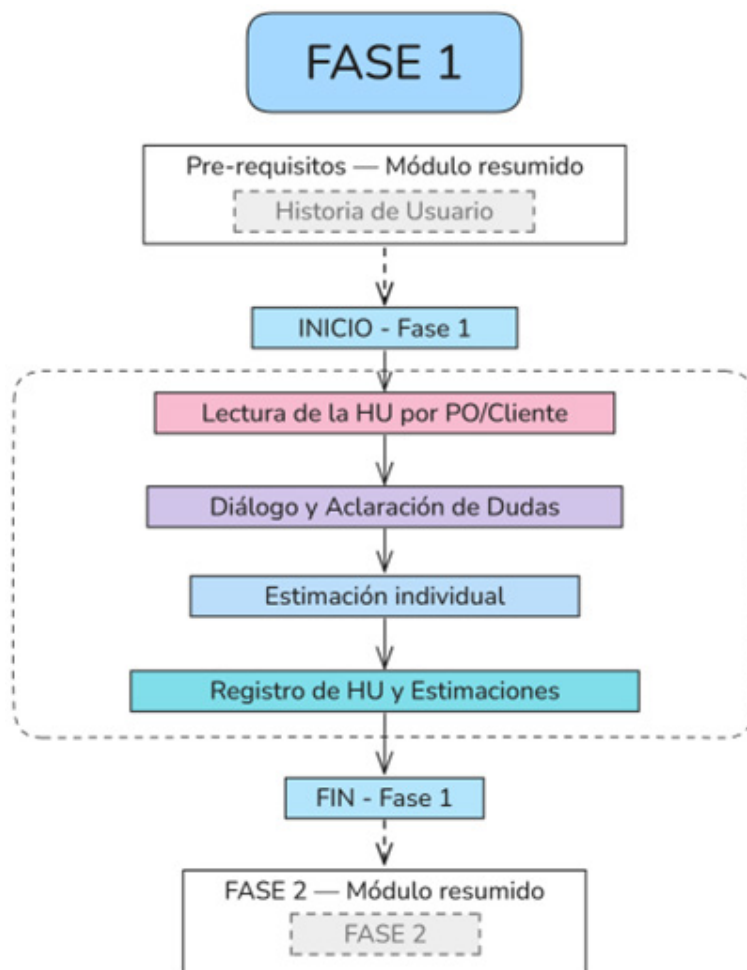 FASE 1
Pre-requisitos — Módulo resumido
Historia de Usuario
INICIO - Fase 1
Lectura de la HU por PO/Cliente
Diálogo y Aclaración de Dudas
Estimación individual
Registro de HU y Estimaciones
FIN - Fase 1
FASE 2 — Módulo resumido
FASE 2